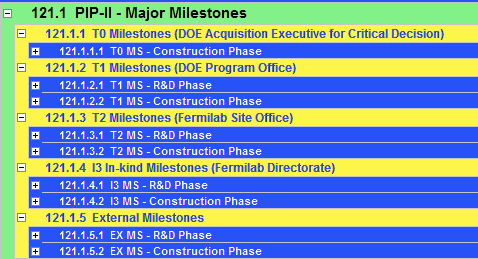 121.1 PIP-II - Major Milestones
121.1.1 T0 Milestones (DOE Acquisition Executive for Critical Decision)
121.1.1.1 T0 MS - Construction Phase
121.1.2 T1 Milestones (DOE Program Office)
121.1.2.1 T1 MS - R&D Phase
121.1.2.2 T1 MS - Construction Phase
121.1.3 T2 Milestones (Fermilab Site Office)
121.1.3.1 T2 MS - R&D Phase
121.1.3.2 T2 MS - Construction Phase
121.1.4 I3 In-kind Milestones (Fermilab Directorate)
121.1.4.1 I3 MS - R&D Phase
121.1.4.2 I3 MS - Construction Phase
121.1.5 External Milestones
121.1.5.1 EX MS - R&D Phase
121.1.5.2 EX MS - Construction Phase